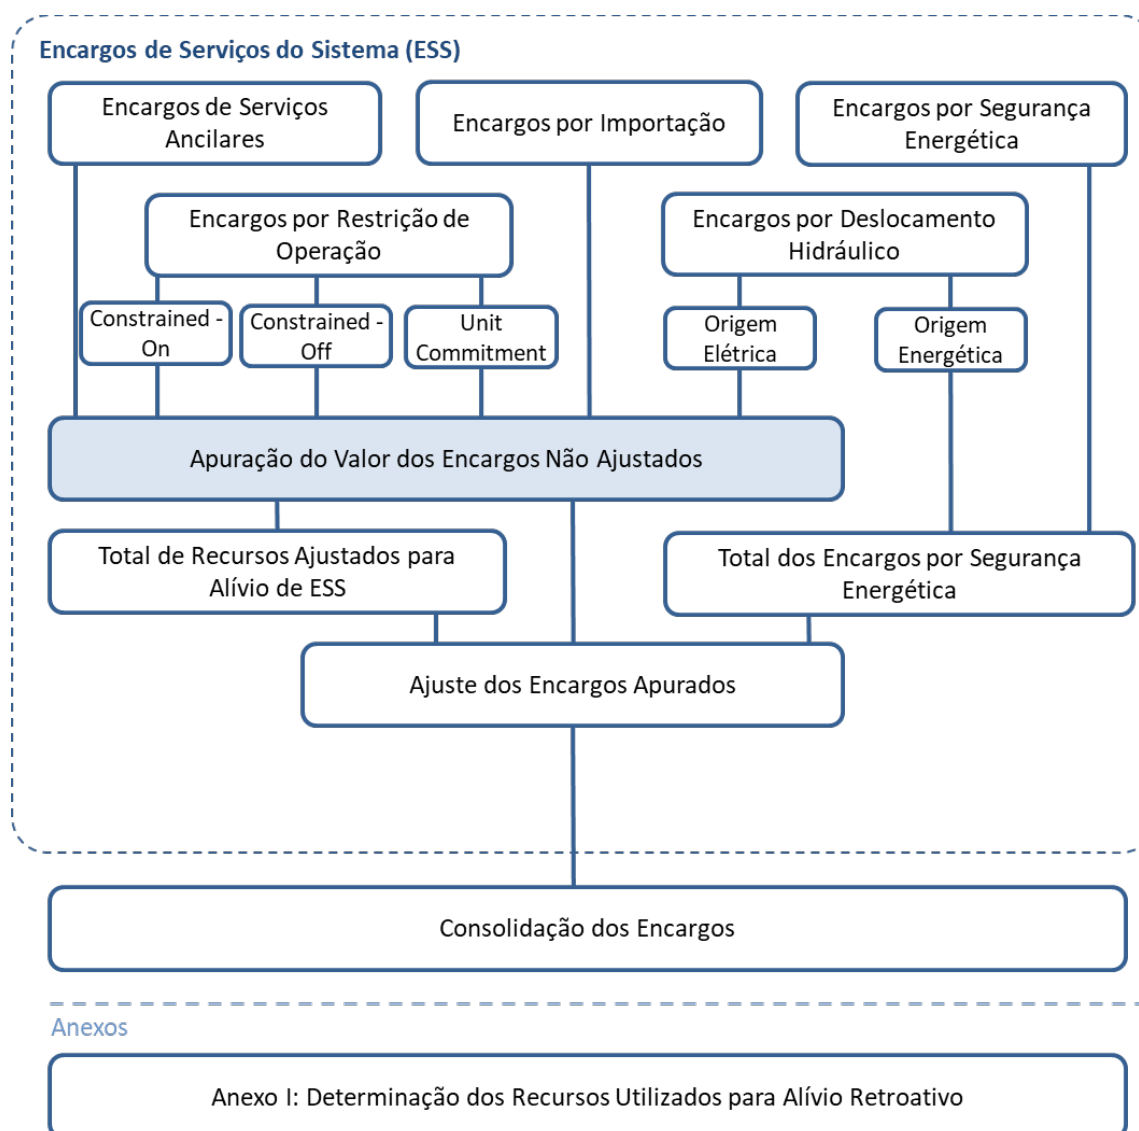 Encargos de Serviços do Sistema (ESS)
Encargos de Serviços
Ancilares
Encargos por Importação
Encargos por Segurança
Energética
Encargos por Restrição de
Operação
Encargos por Deslocamento
Hidráulico
Constrained -
On
Constrained -
Off
Unit
Commitment
Origem
Elétrica
Origem
Energética
Apuração do Valor dos Encargos Não Ajustados
Total de Recursos Ajustados para
Alívio de ESS
Total dos Encargos por Segurança
Energética
Ajuste dos Encargos Apurados
Consolidação dos Encargos
Anexos
Anexo I: Determinação dos Recursos Utilizados para Alívio Retroativo